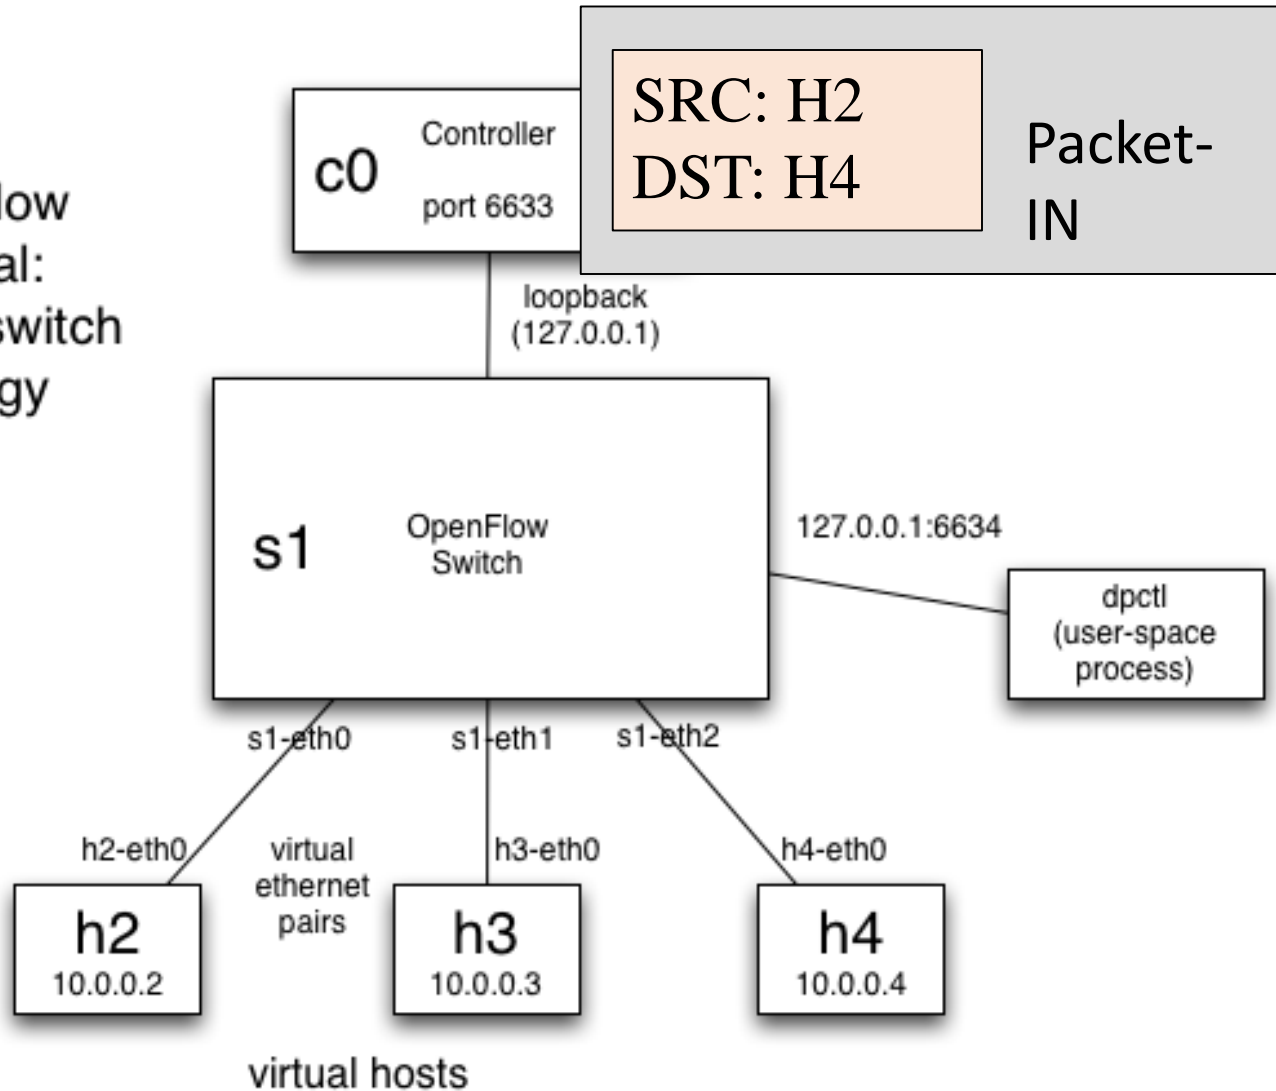 SRC: H2
DST: H4
Packet-
IN
Controller
c0
port 6633
low
al:
switch
gy
loopback
(127.0.0.1)
s1
OpenFlow
Switch
127.0.0.1:6634
dpctl
(user-space
process)
s1-eth0
s1-eth1
s1-eth2
h2-eth0
virtual
ethernet
pairs
h3-eth0
h4-eth0
h2
10.0.0.2
h3
10.0.0.3
h4
10.0.0.4
virtual hosts